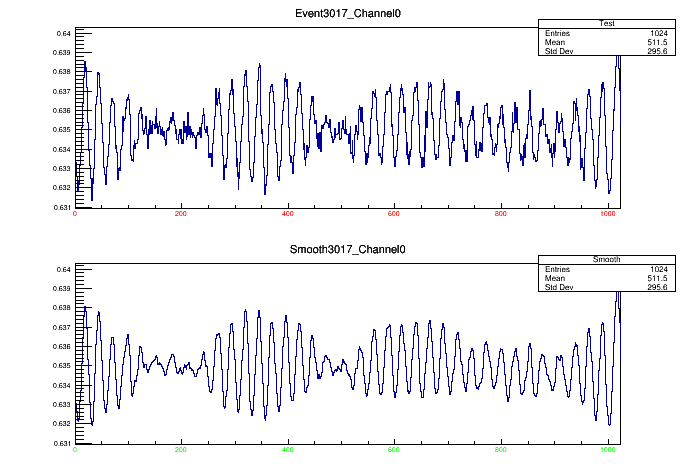 Event3017_Channel0
Test
Entries 1024
Mean 511.5
Std Dev 295.6
0.64
0.639
0.638
0.637
0.636
0.635
0.634
0.633
0.632
0.631
0 200 400 600 800 1000
Smooth3017_Channel0
Smooth
Entries 1024
Mean 511.5
Std Dev 295.6
0.64
0.639
0.638
0.637
0.636
0.635
0.634
0.633
0.632
0.631
0 200 400 600 800 1000